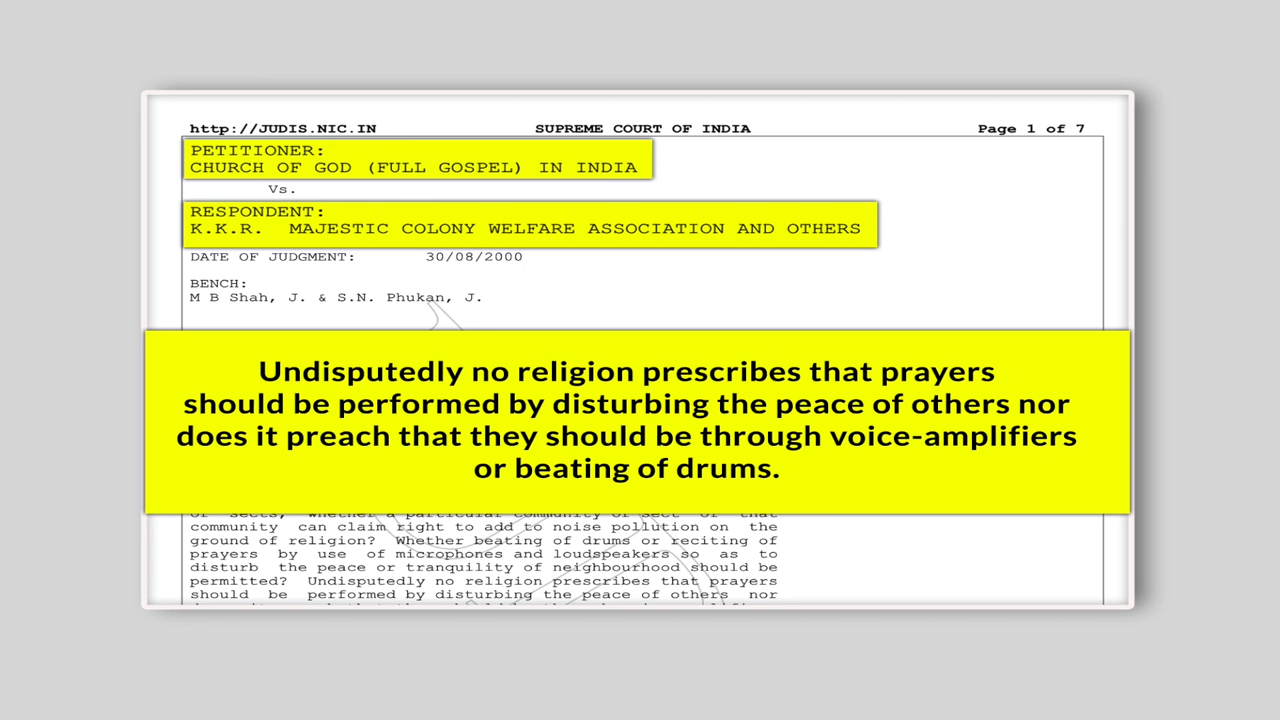 http://JUDIS.NIC.IN SUPREME COURT OF INDIA Page 1 of 7
PETITIONER:
CHURCH OF GOD (FULL GOSPEL) IN INDIA
Vs.
RESPONDENT:
K.K.R. MAJESTIC COLONY WELFARE ASSOCIATION AND OTHERS
DATE OF JUDGMENT: 30/08/2000
BENCH:
M B Shah, J. & S.N. Phukan, J.
Undisputedly no religion prescribes that prayers
should be performed by disturbing the peace of others nor
does it preach that they should be through voice-amplifiers
or beating of drums.
community can claim right to add to noise pollution on the
ground of religion? Whether beating of drums or reciting of
prayers by use of microphones and loudspeakers so as to
disturb the peace or tranquility of neighbourhood should be
permitted? Undisputedly no religion prescribes that prayers
should be performed by disturbing the peace of others nor